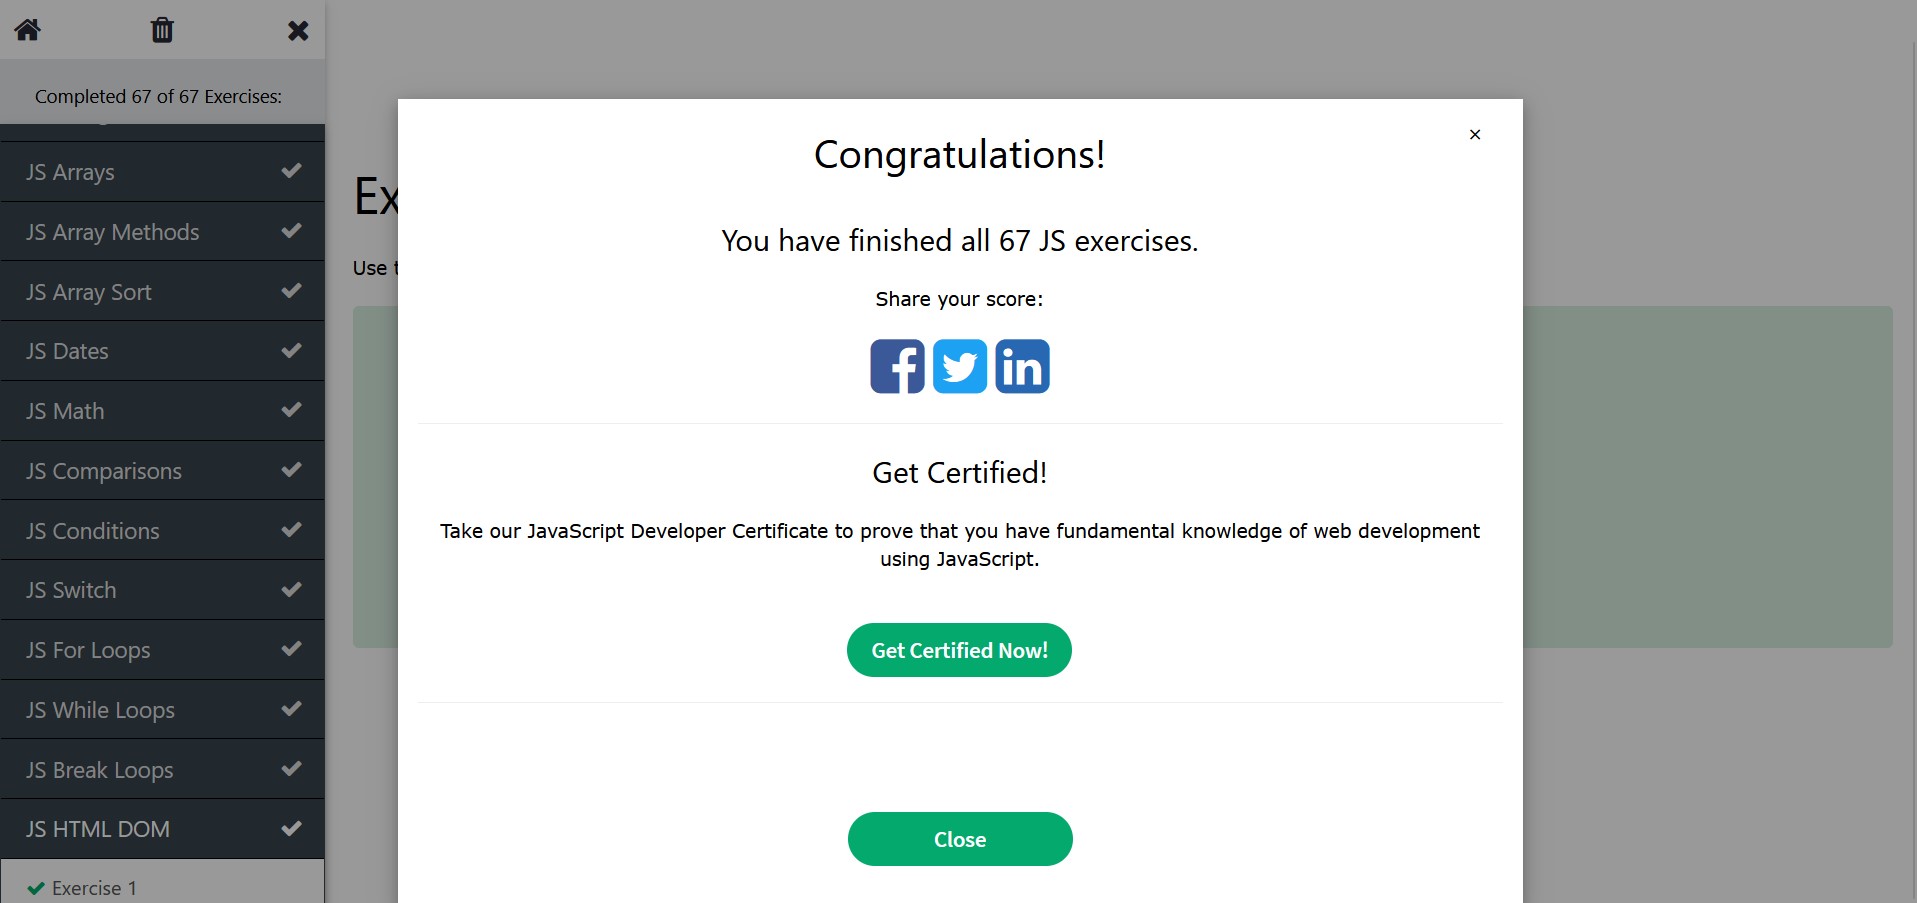 Completed 67 of 67 Exercises:
JS Arrays
JS Array Methods
JS Array Sort
JS Dates
JS Math
JS Comparisons
JS Conditions
JS Switch
JS For Loops
JS While Loops
JS Break Loops
JS HTML DOM
Exercise 1
Ex
Use
×
Congratulations!
You have finished all 67 JS exercises.
Share your score:
f
in
Get Certified!
Take our JavaScript Developer Certificate to prove that you have fundamental knowledge of web development
using JavaScript.
Get Certified Now!
Close